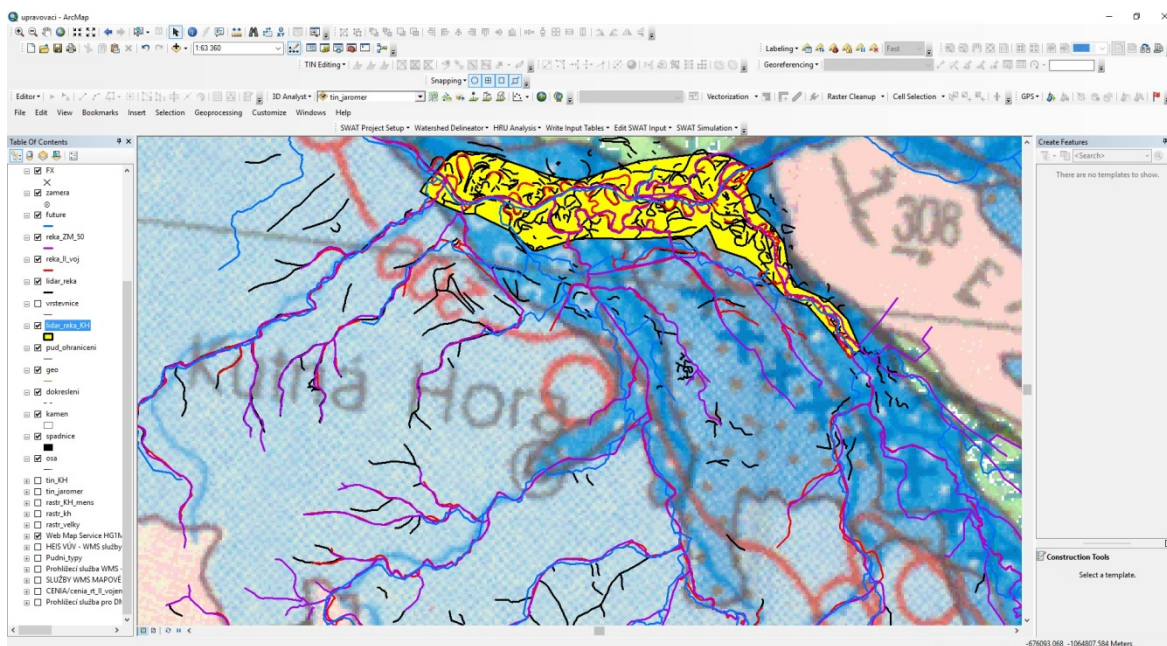 upravovaci - ArcMap
1:63 360
Labeling
Fast
TIN Editing
Georeferencing
Snapping
Editor
3D Analyst
tin_jaromer
Vectorization
Raster Cleanup
Cell Selection
GPS
File Edit View Bookmarks Insert Selection Geoprocessing Customize Windows Help
SWAT Project Setup Watershed Delineator HRU Analysis Write Input Tables Edit SWAT Input SWAT Simulation
Table Of Contents
FX
zamera
future
reka_ZM_50
reka_II_voj
lidar_reka
vrstevnice
lidar_reka_KH
pud_ohraniceni
geo
dokresleni
kamen
spadnice
osa
tin_KH
tin_jaromer
rastr_KH_mens
rastr_kh
rastr_velky
Web Map Service HG1M
HEIS VÚV - WMS služby
Pudni_typy
Prohlížecí služba WMS -
SLUŽBY WMS MAPOVÉ
CENIA/cenia_rt_II_vojen
Prohlížecí služba pro
308
E
Kutná Hora
Create Features
<Search>
There are no templates to show.
Construction Tools
Select a template.
-676093.068 -1064807.584 Meters